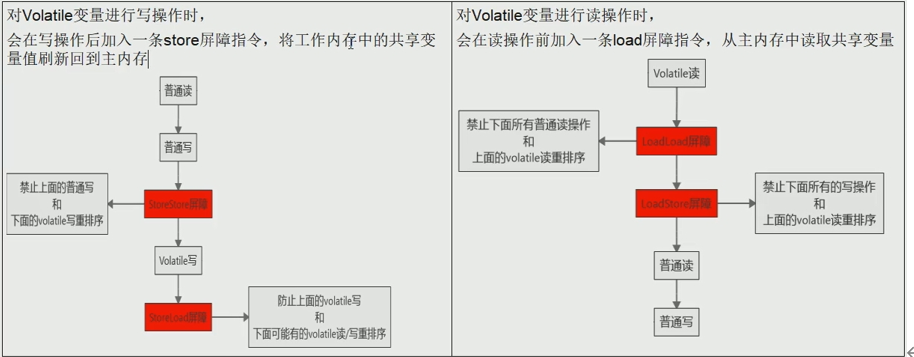 对Volatile变量进行写操作时，
会在写操作后加入一条store屏障指令，将工作内存中的共享变
量值刷新回到主内存
普通读
普通写
禁止上面的普通写
和
下面的volatile写重排序
StoreStore屏障
Volatile写
StoreLoad屏障
防止上面的volatile写
和
下面可能有的volatile读/写重排序
对Volatile变量进行读操作时，
会在读操作前加入一条load屏障指令，从主内存中读取共享变量
Volatile读
禁止下面所有普通读操作
和
上面的volatile读重排序
LoadLoad屏障
LoadStore屏障
禁止下面所有的写操作
和
上面的volatile读重排序
普通读
普通写